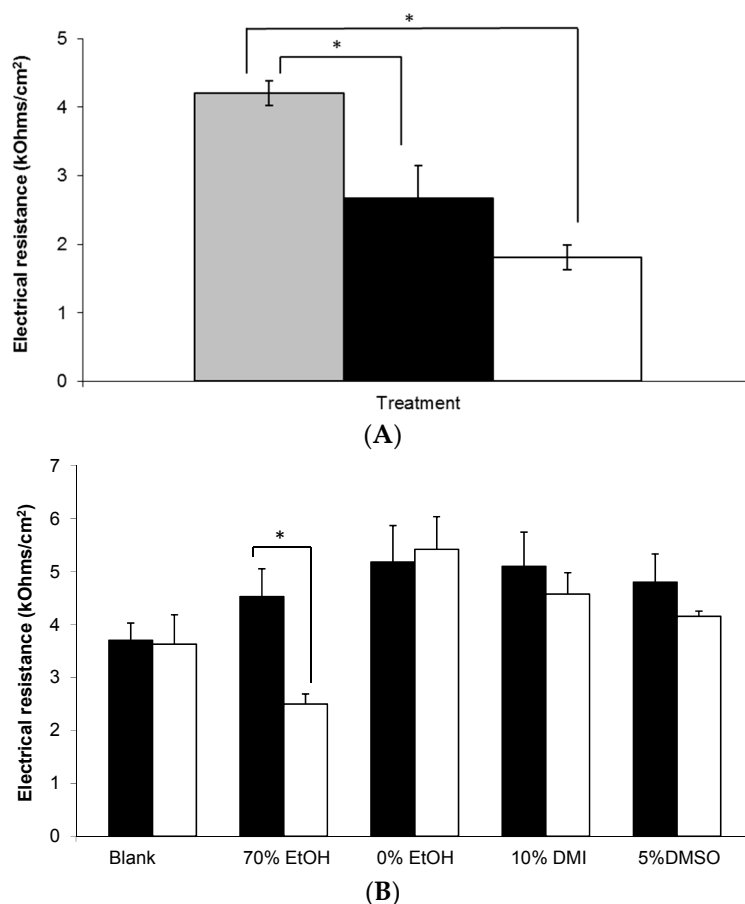 *
*
5
4
3
2
1
0
Electrical resistance (kOhms/cm²)
Treatment
(A)
7
6
5
4
3
2
1
0
Electrical resistance (kOhms/cm²)
*
Blank 70% EtOH 0% EtOH 10% DMI 5%DMSO
(B)